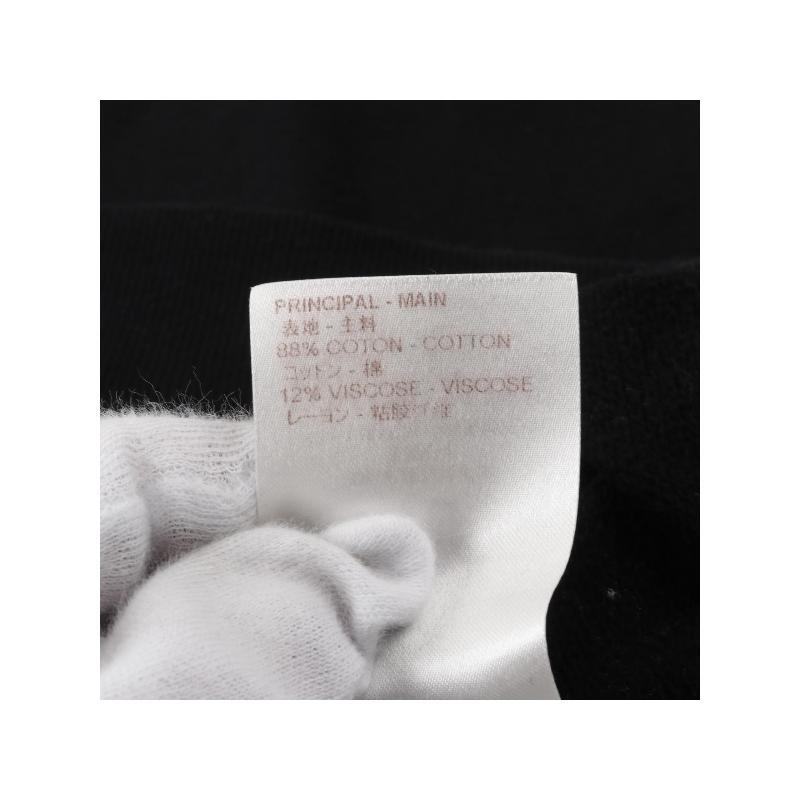 PRINCIPAL - MAIN
表地 - 主料
88% COTON - COTTON
コットン - 棉
12% VISCOSE - VISCOSE
レーヨン - 粘胶纤维